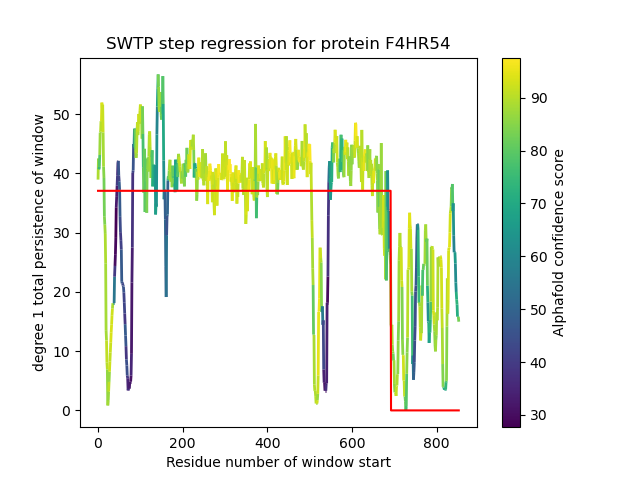 SWTP step regression for protein F4HR54
degree 1 total persistence of window
50
40
30
20
10
0
0 200 400 600 800
Residue number of window start
90
80
70
60
50
40
30
Alphafold confidence score